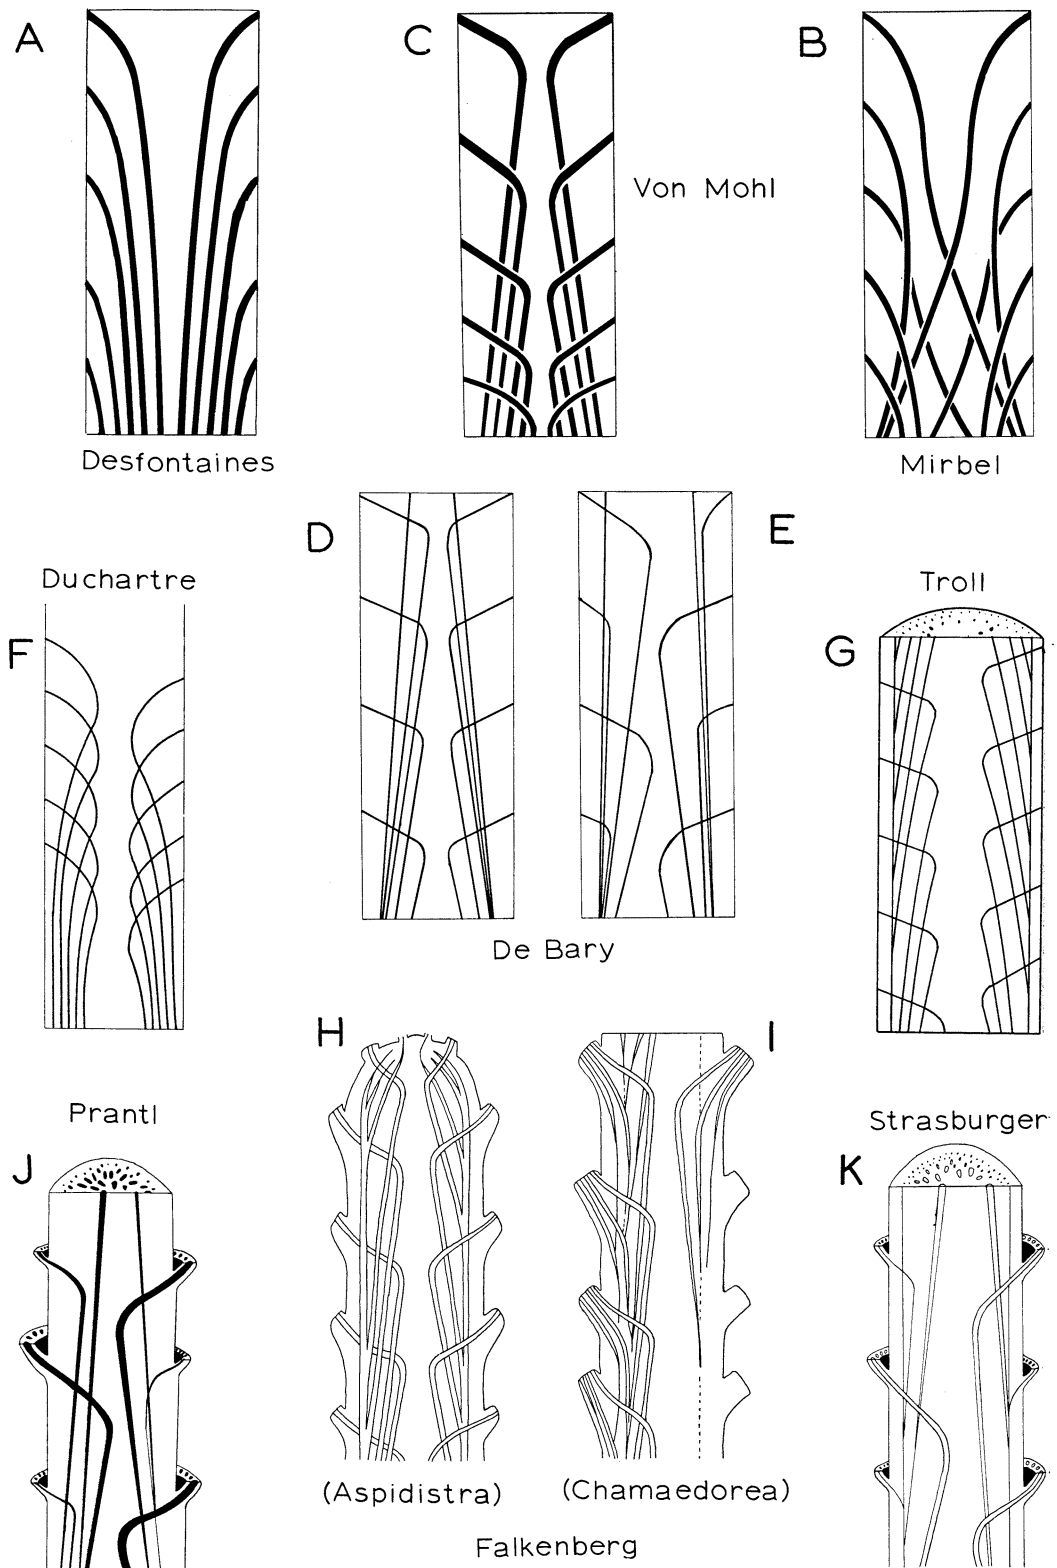 A
C
B
Von Mohl
Desfontaines
Mirbel
D
E
Duchartre
Troll
F
G
De Bary
H
I
Prantl
Strasburger
J
K
(Aspidistra)
(Chamaedorea)
Falkenberg